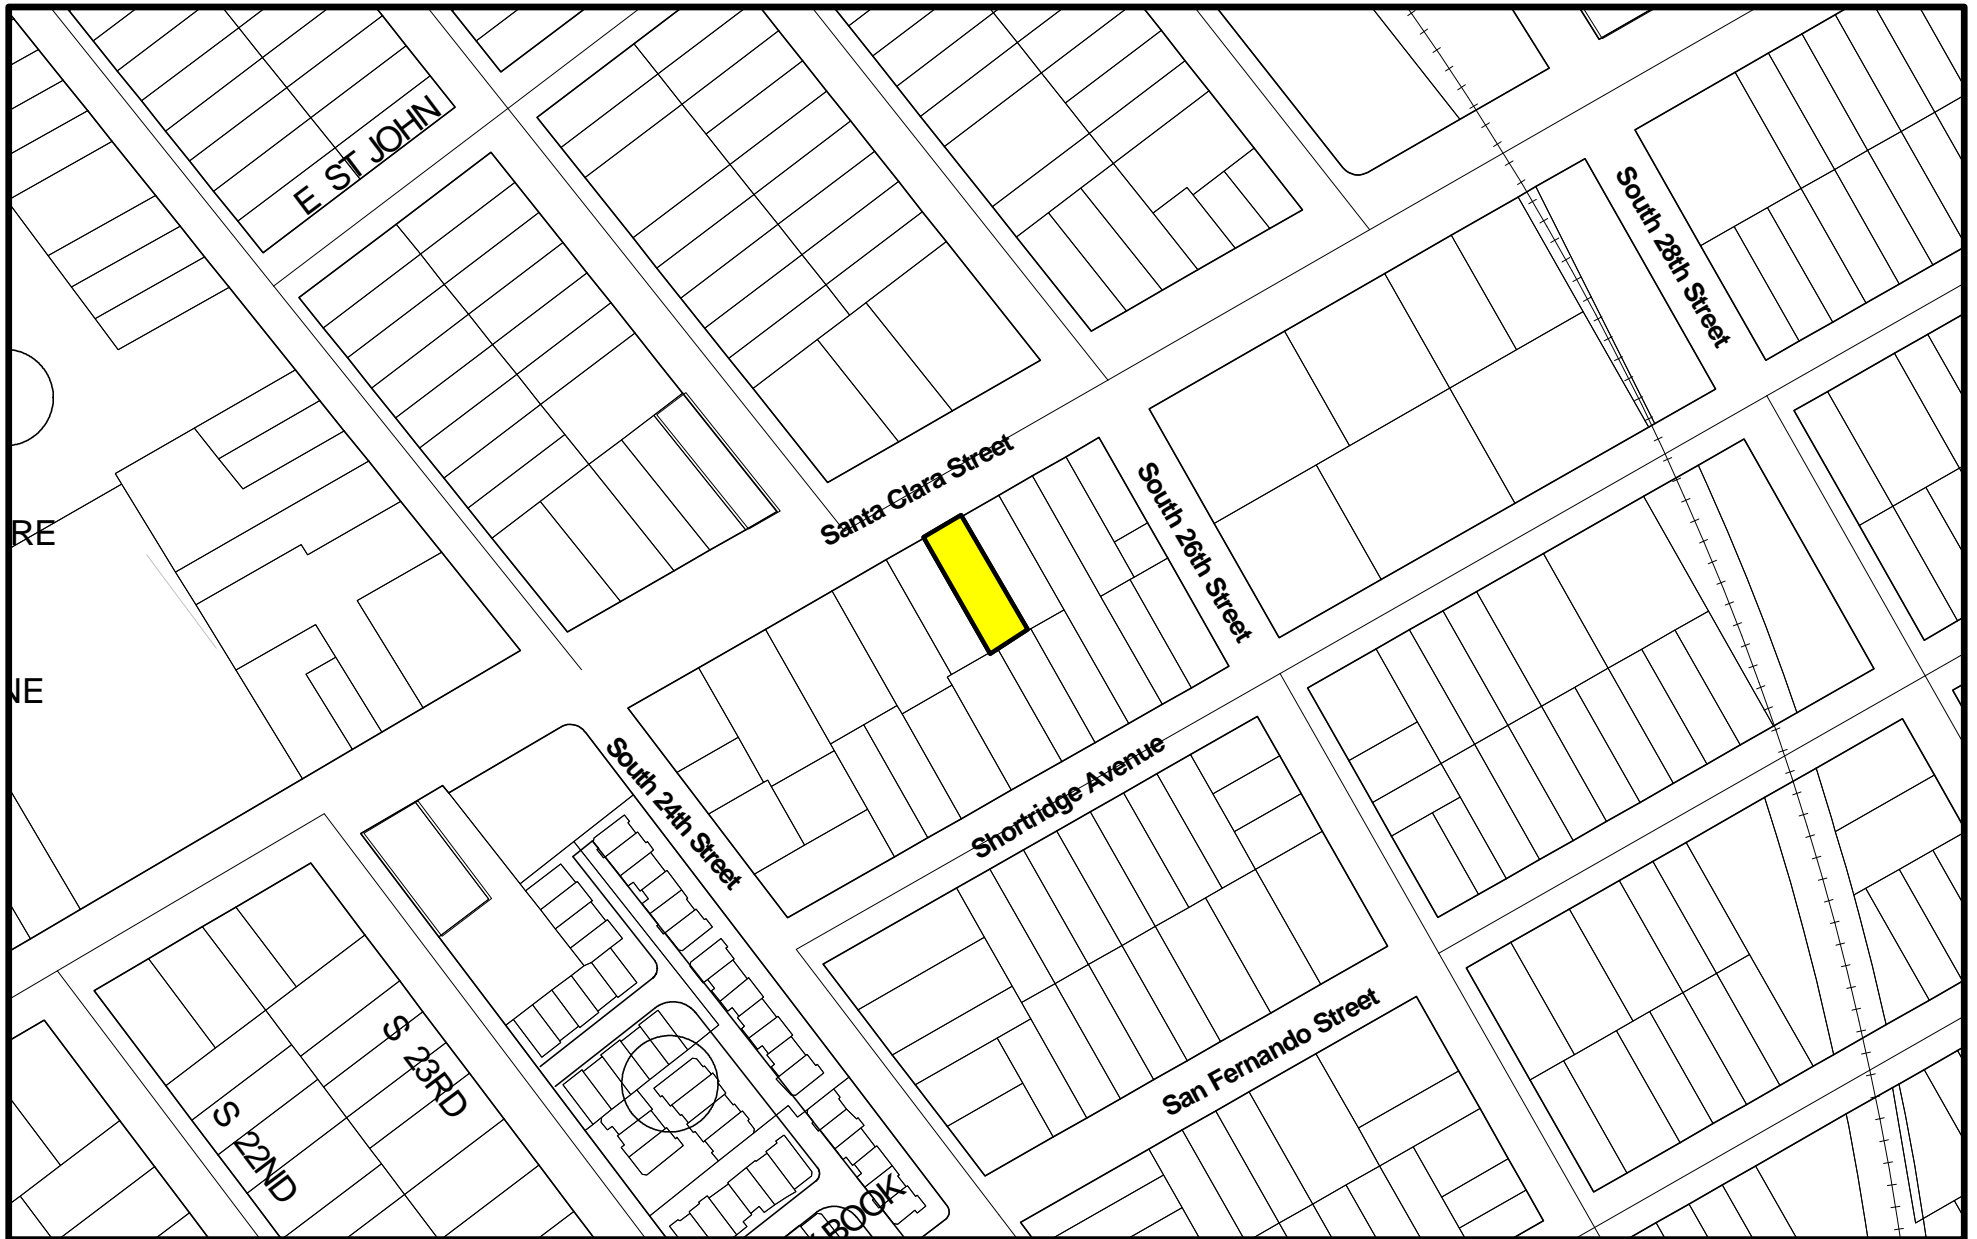 E ST JOHN
South 28th Street
Santa Clara Street
South 26th Street
RE
NE
South 24th Street
Shortridge Avenue
San Fernando Street
S 23RD
S 22ND
BOOK